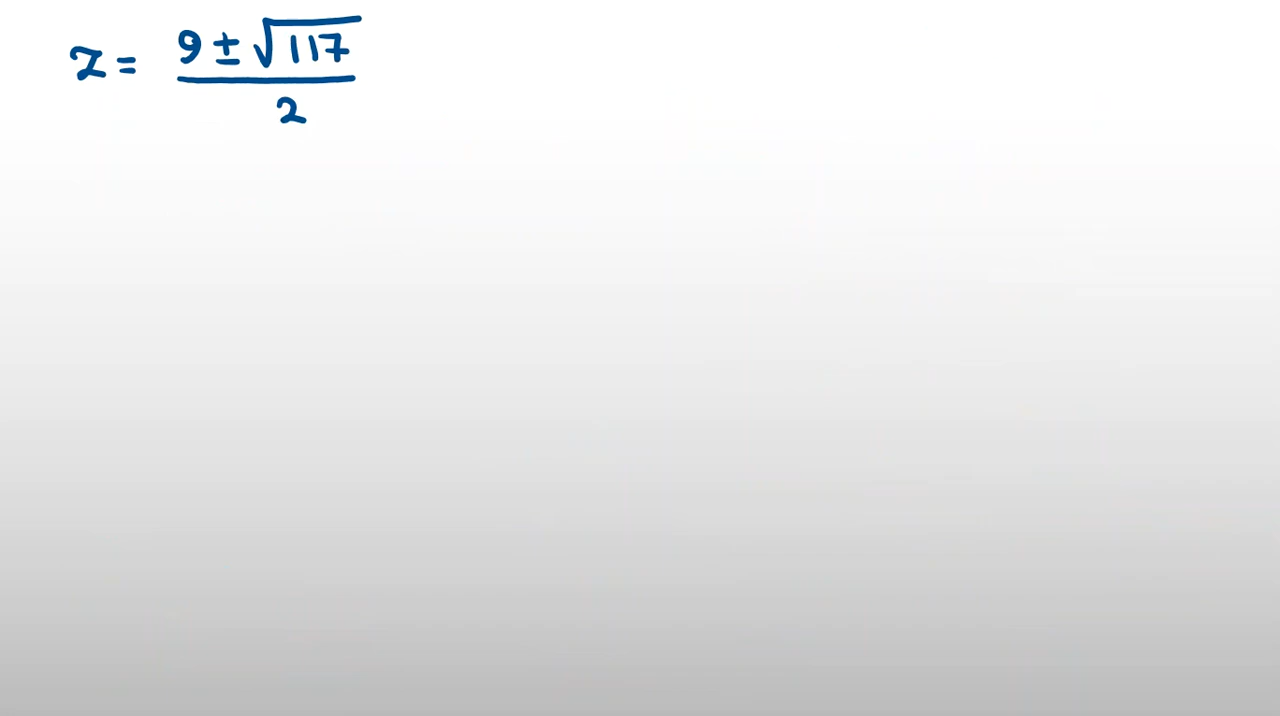 z = (9 ± √117) / 2